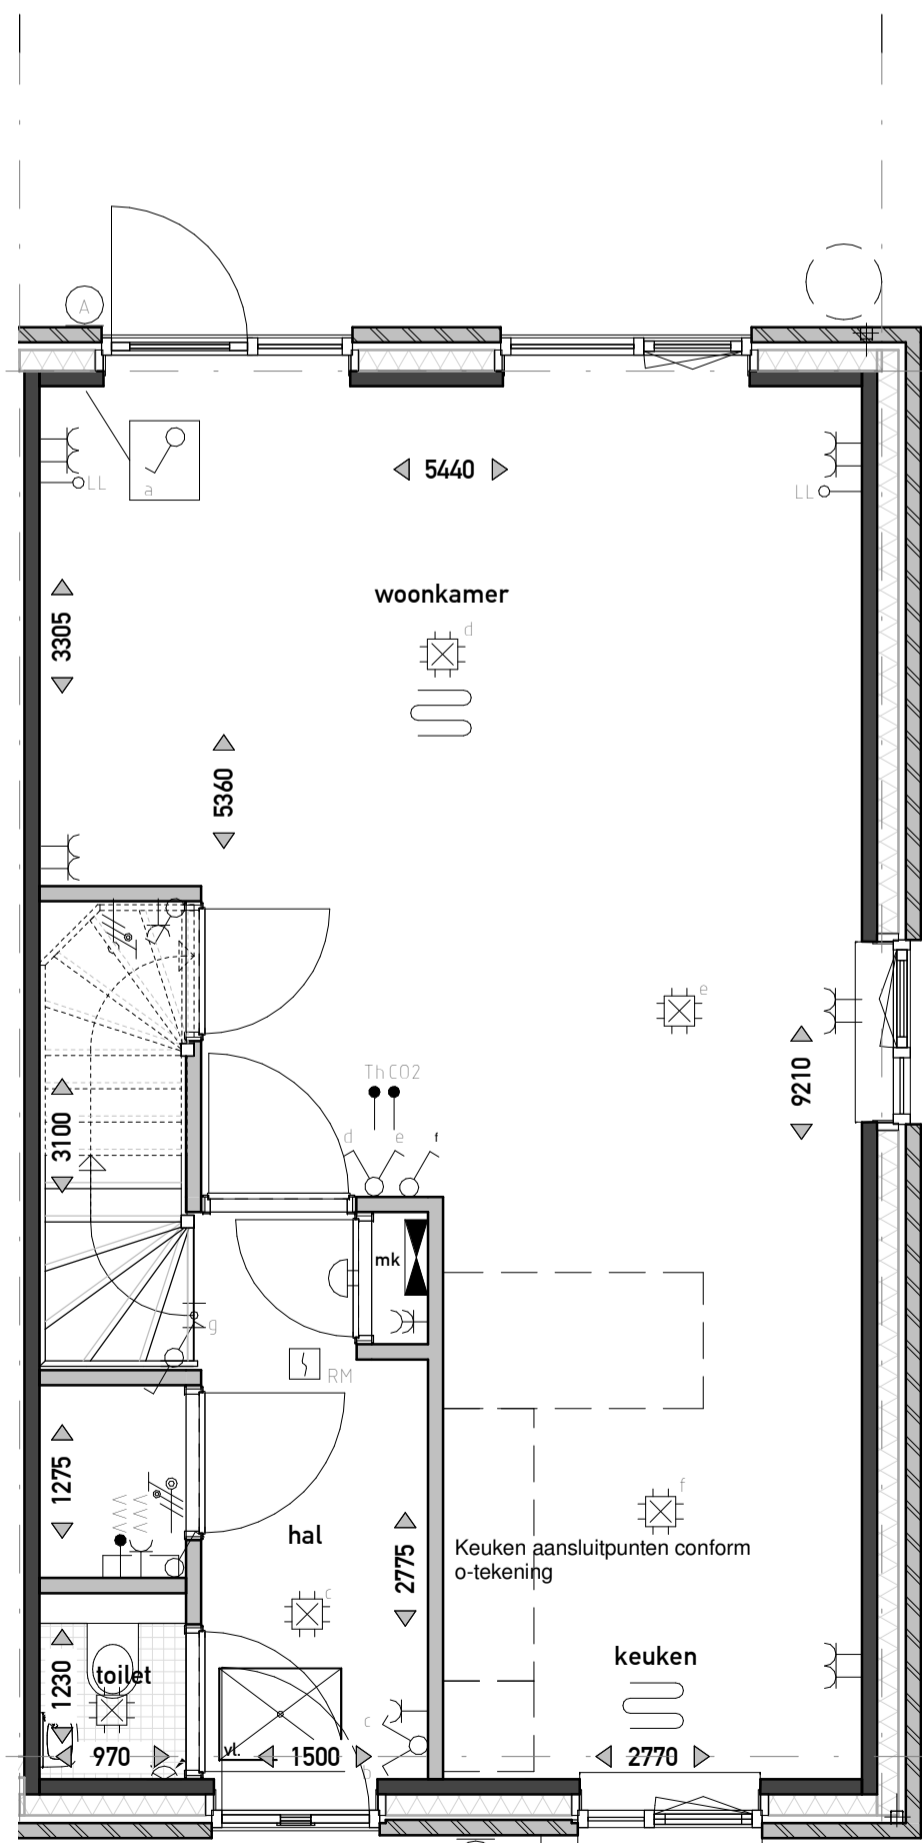 A
a
LL
5440
LL
woonkamer
d
3305
5360
e
9210
Th CO2
d
e
f
3100
mk
g
RM
1275
hal
2775
f
Keuken aansluitpunten conform
o-tekening
c
keuken
1230
toilet
c
vl.
970
1500
b
2770